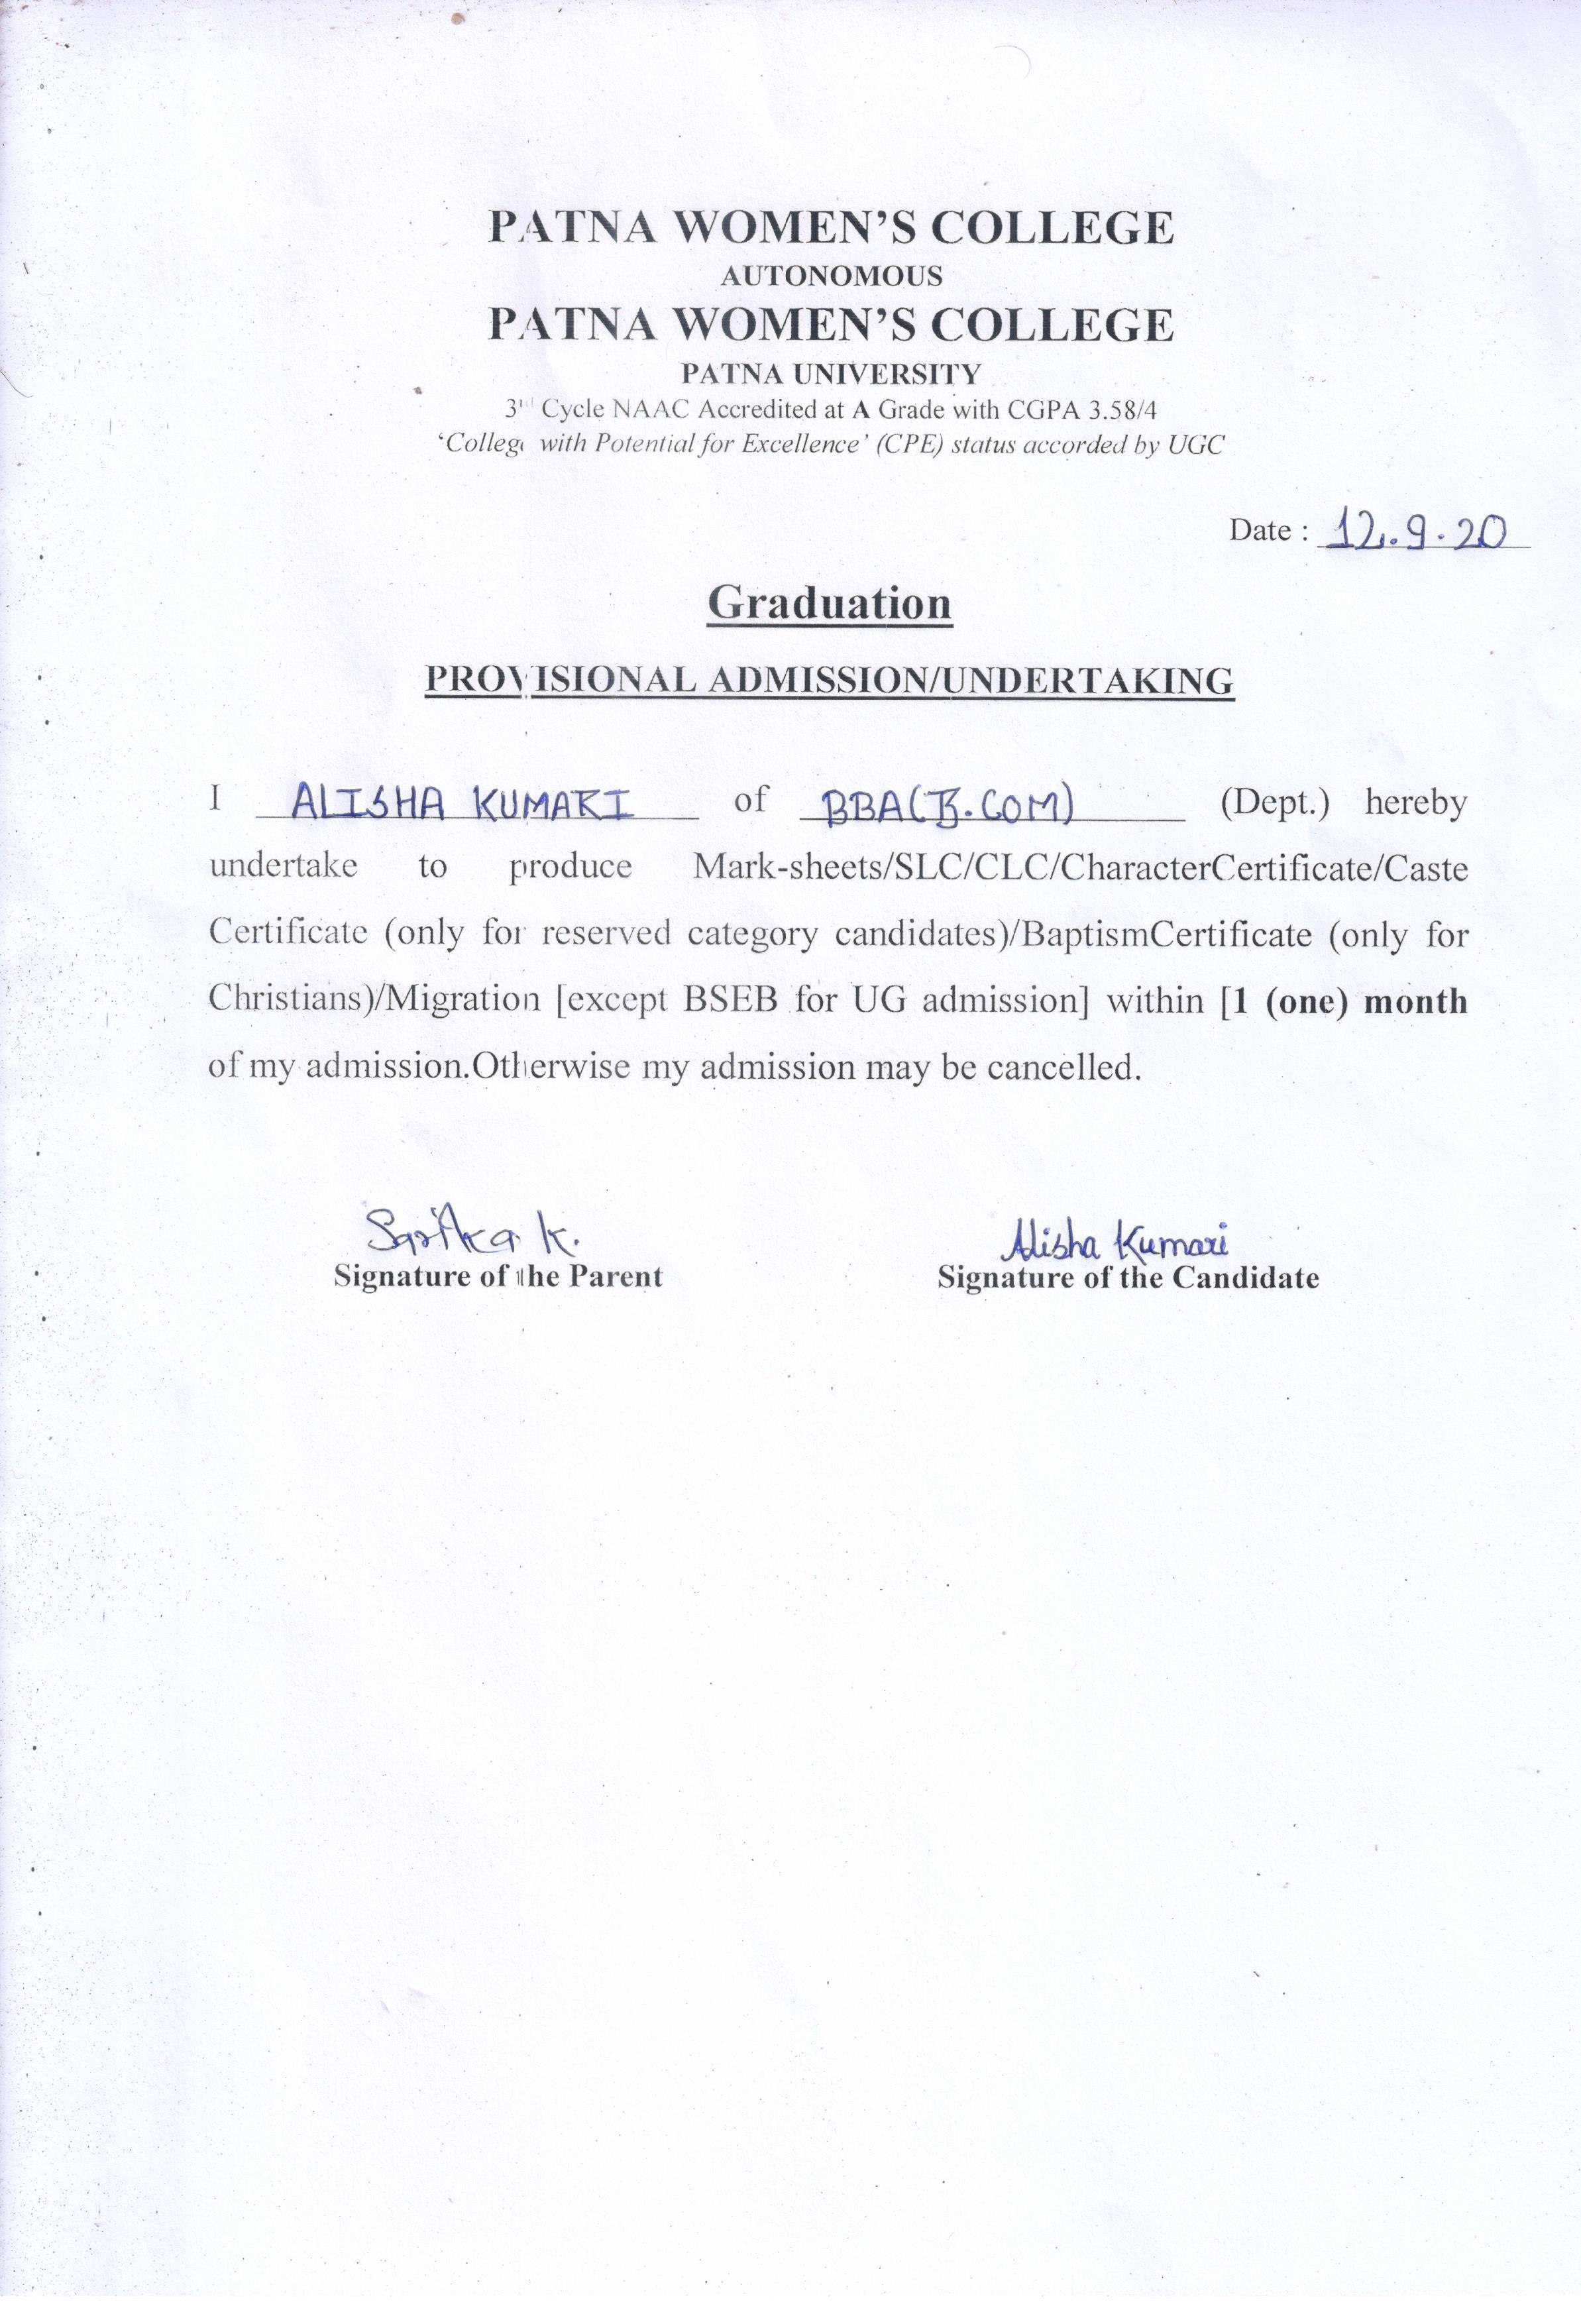 PATNA WOMEN'S COLLEGE
AUTONOMOUS
PATNA WOMEN'S COLLEGE
PATNA UNIVERSITY
3rd Cycle NAAC Accredited at A Grade with CGPA 3.58/4
'College with Potential for Excellence' (CPE) status accorded by UGC
Date : 12.9.20
Graduation
PROVISIONAL ADMISSION/UNDERTAKING
I ALISHA KUMARI of BBA(B.COM) (Dept.) hereby
undertake to produce Mark-sheets/SLC/CLC/CharacterCertificate/Caste
Certificate (only for reserved category candidates)/BaptismCertificate (only for
Christians)/Migration [except BSEB for UG admission] within [1 (one) month
of my admission.Otherwise my admission may be cancelled.
Sarika K. Alisha Kumari
Signature of the Parent Signature of the Candidate